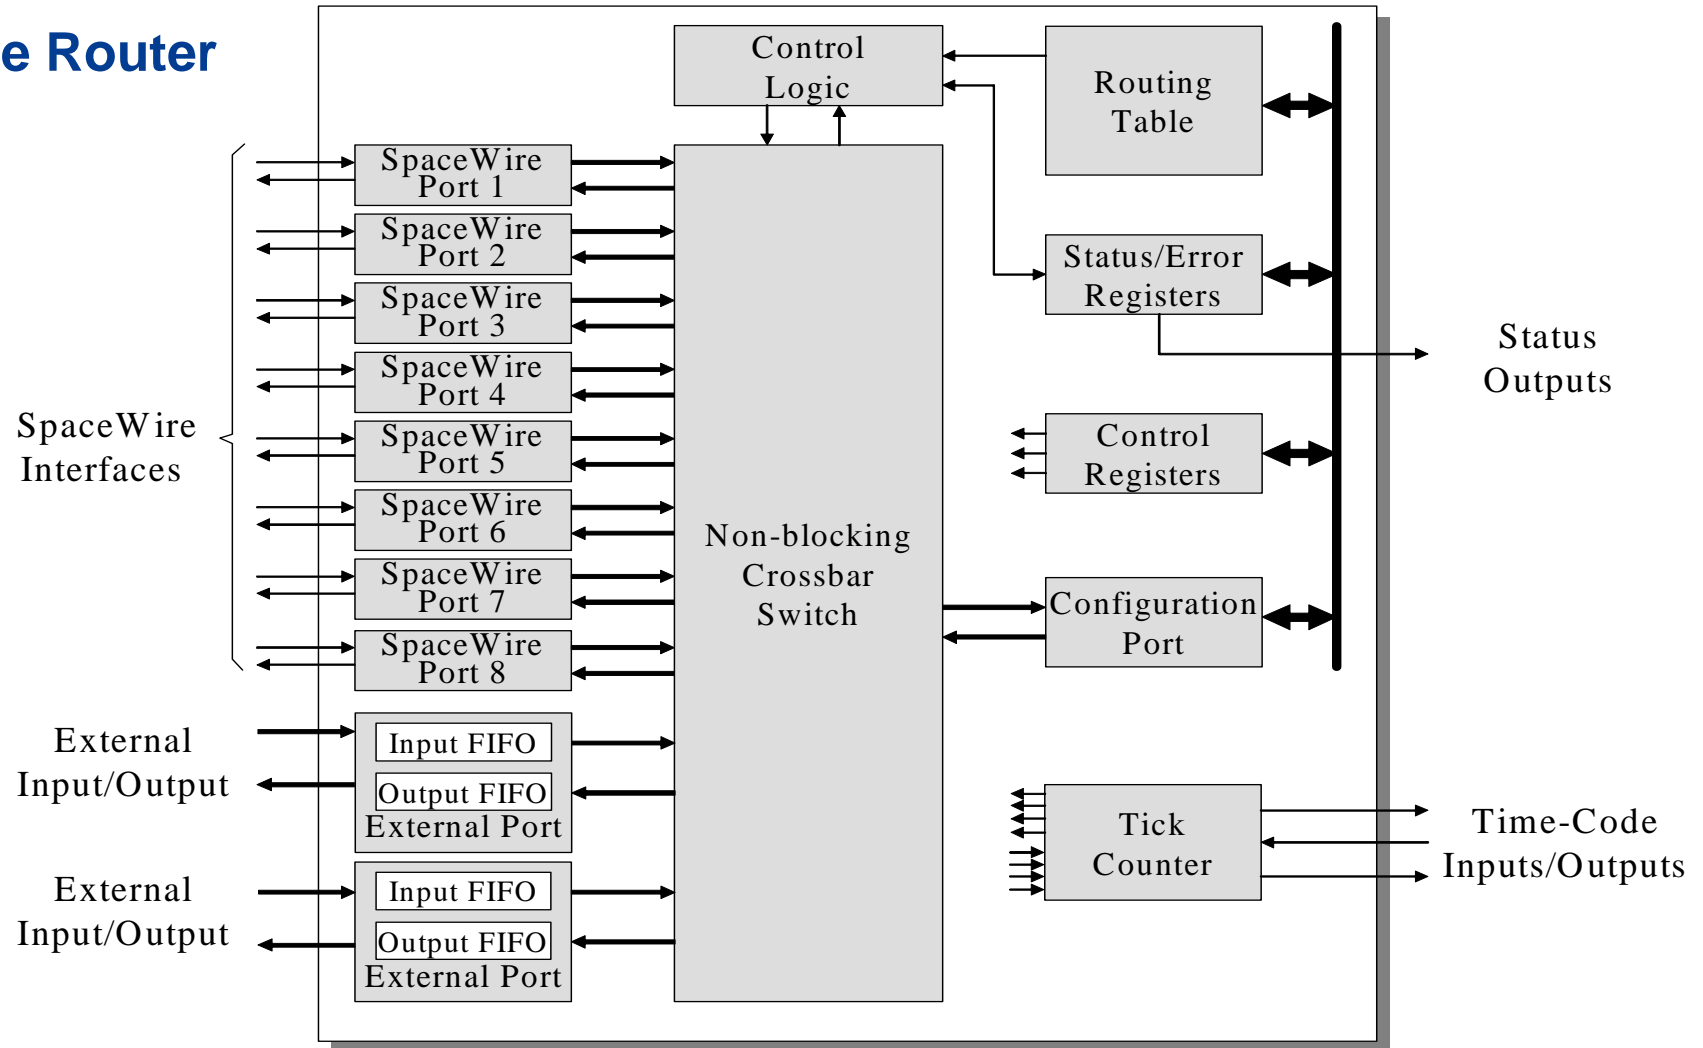 e Router
Control
Logic
Routing
Table
SpaceWire
Port 1
SpaceWire
Port 2
SpaceWire
Port 3
SpaceWire
Port 4
SpaceWire
Port 5
SpaceWire
Port 6
SpaceWire
Port 7
SpaceWire
Port 8
SpaceWire
Interfaces
Non-blocking
Crossbar
Switch
Status/Error
Registers
Status
Outputs
Control
Registers
Configuration
Port
External
Input/Output
Input FIFO
Output FIFO
External Port
External
Input/Output
Input FIFO
Output FIFO
External Port
Tick
Counter
Time-Code
Inputs/Outputs